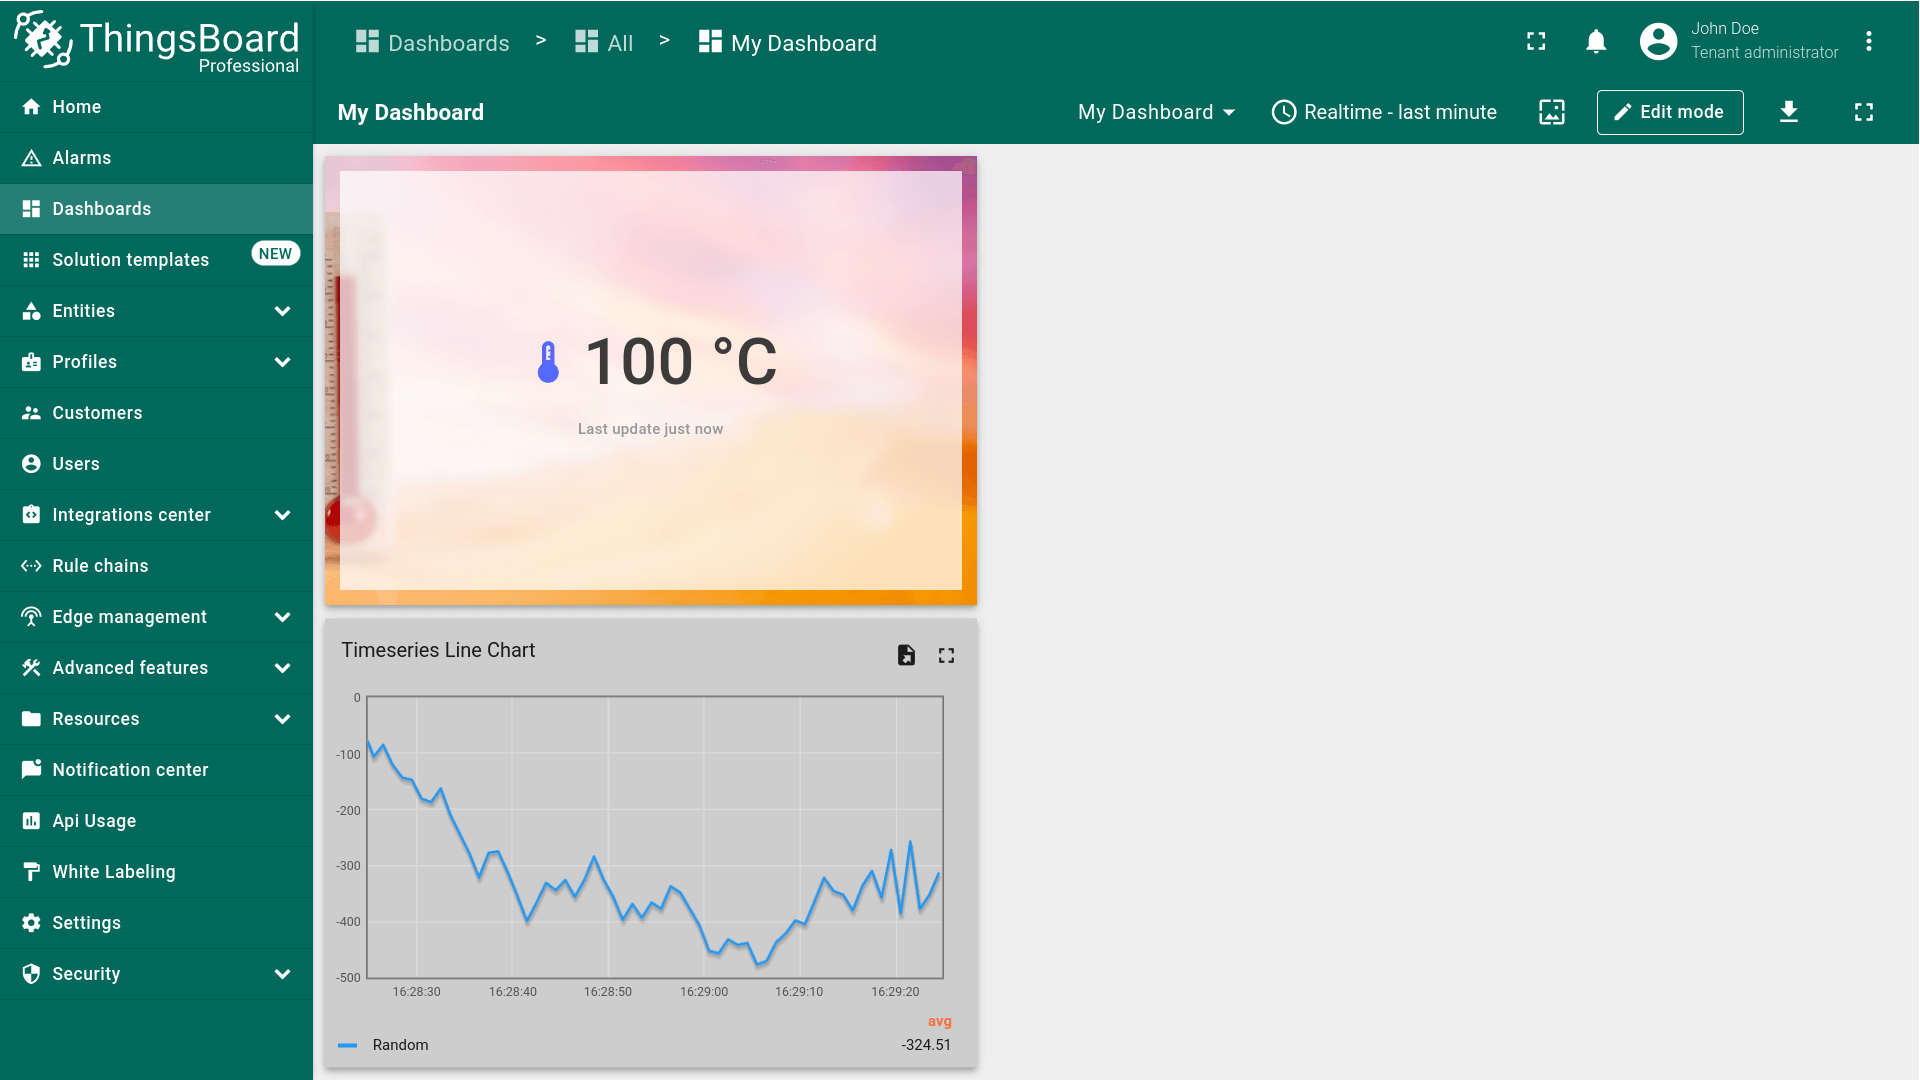 ThingsBoard
Professional
Dashboards > All > My Dashboard
John Doe
Tenant administrator
My Dashboard
My Dashboard
Realtime - last minute
Edit mode
Home
Alarms
Dashboards
Solution templates NEW
Entities
Profiles
Customers
Users
Integrations center
Rule chains
Edge management
Advanced features
Resources
Notification center
Api Usage
White Labeling
Settings
Security
100 °C
Last update just now
Timeseries Line Chart
0
-100
-200
-300
-400
-500
16:28:30 16:28:40 16:28:50 16:29:00 16:29:10 16:29:20
avg
Random -324.51